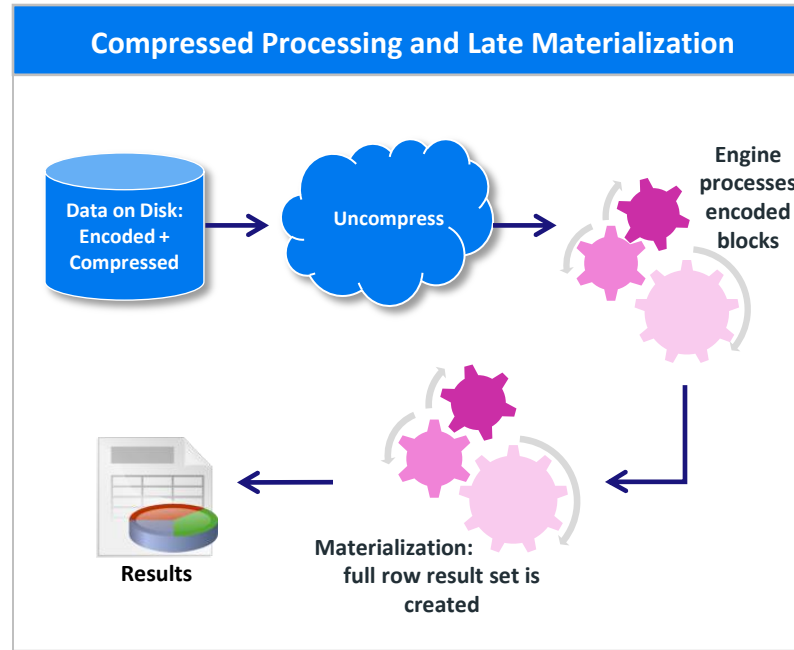 Compressed Processing and Late Materialization
Data on Disk:
Encoded +
Compressed
Uncompress
Engine
processes
encoded
blocks
Materialization:
full row result set is
created
Results